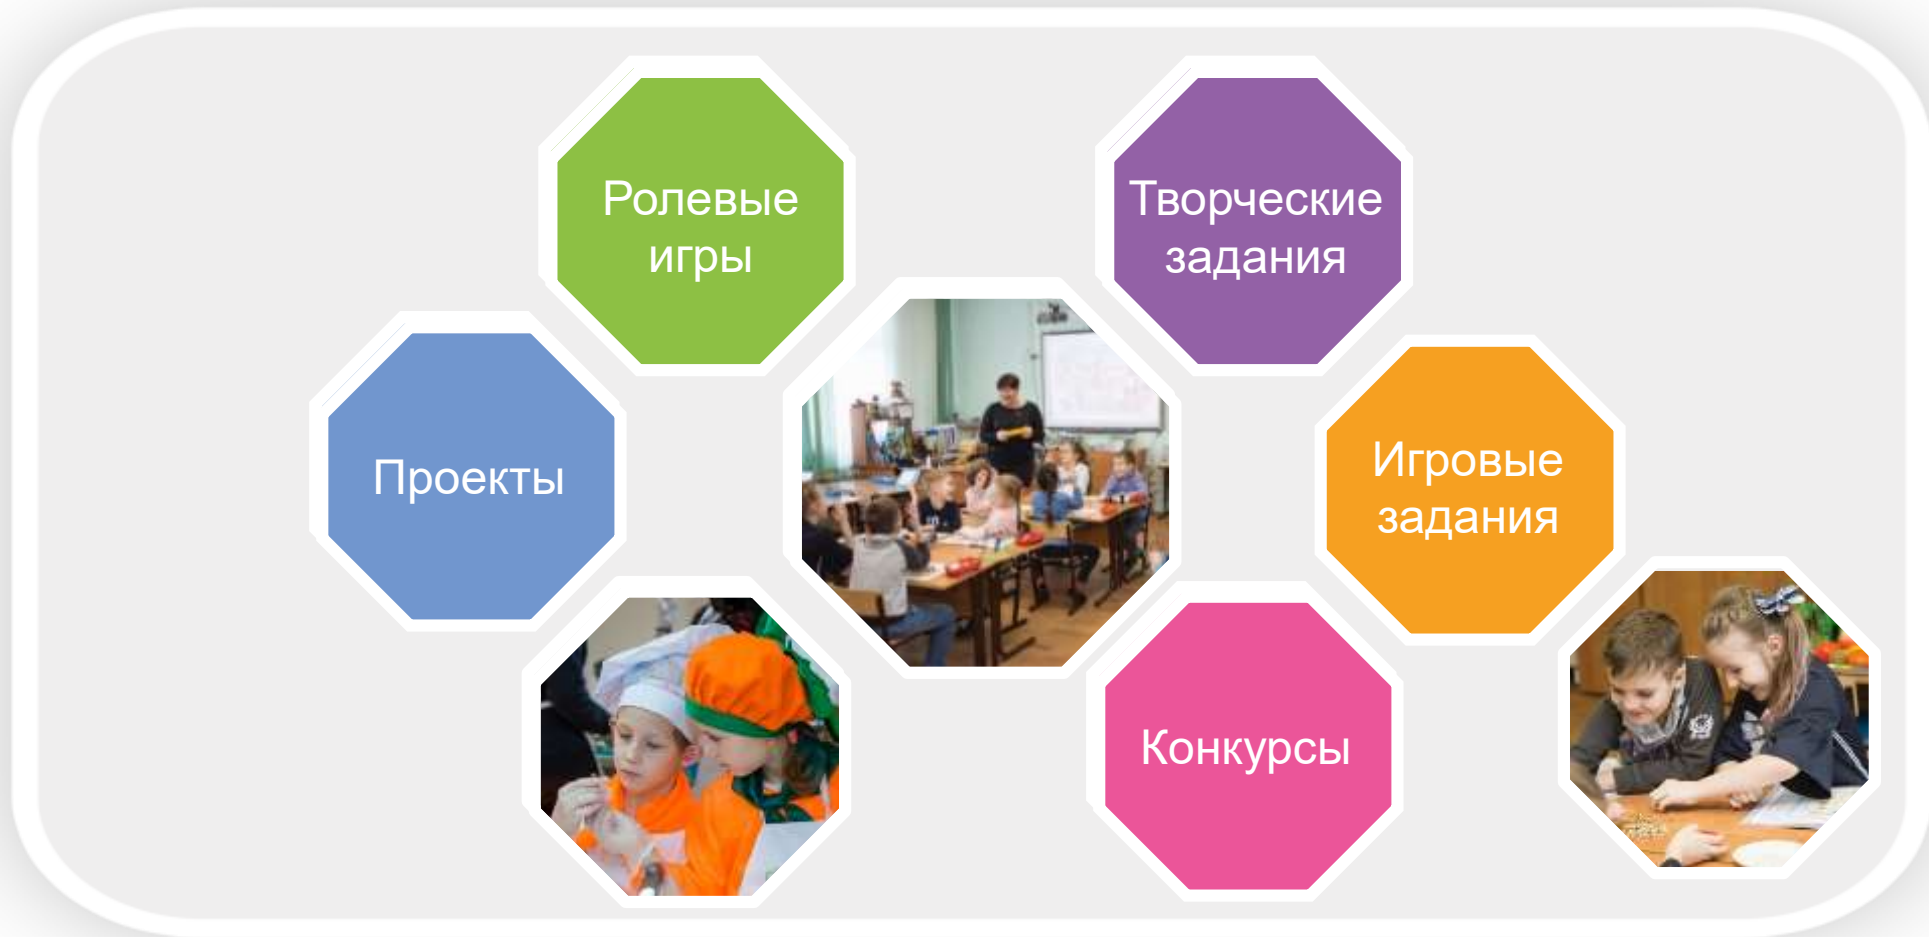 Ролевые
игры
Творческие
задания
Проекты
Игровые
задания
Конкурсы